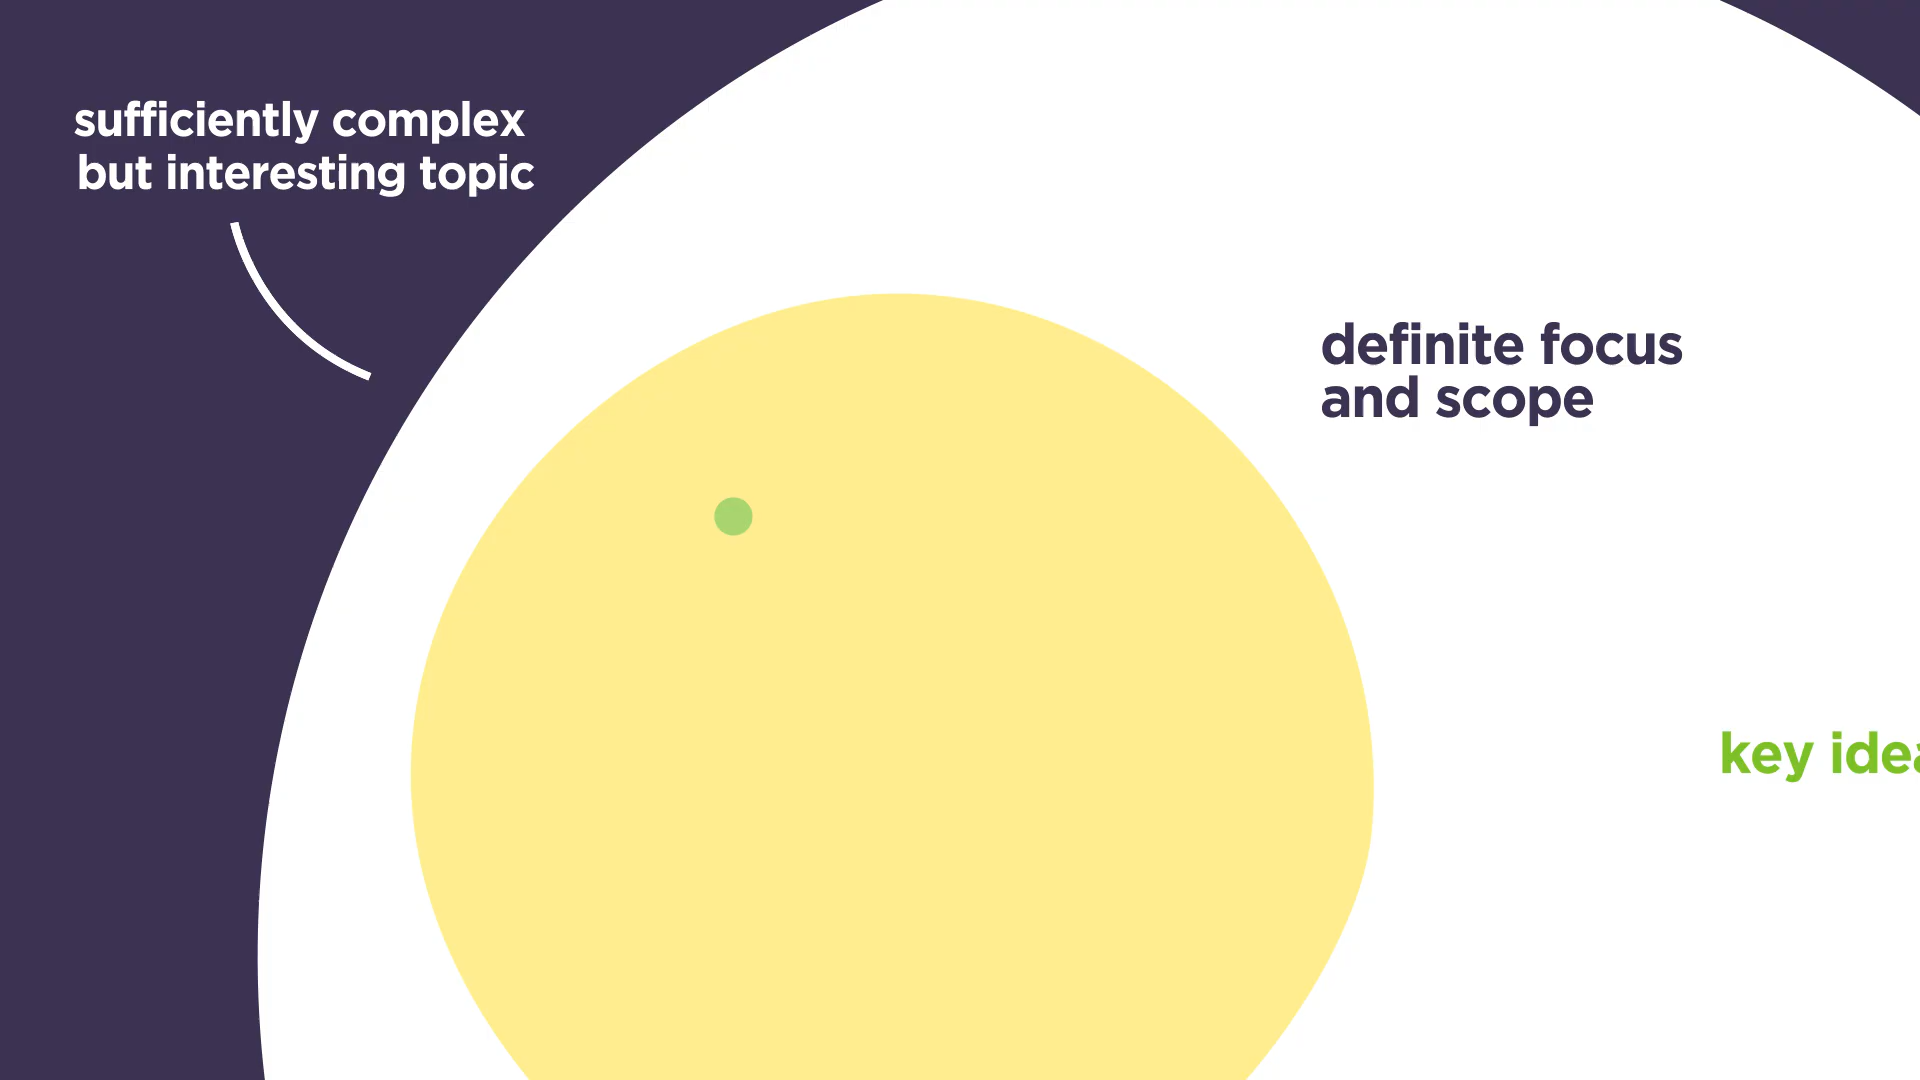 sufficiently complex
but interesting topic
definite focus
and scope
key